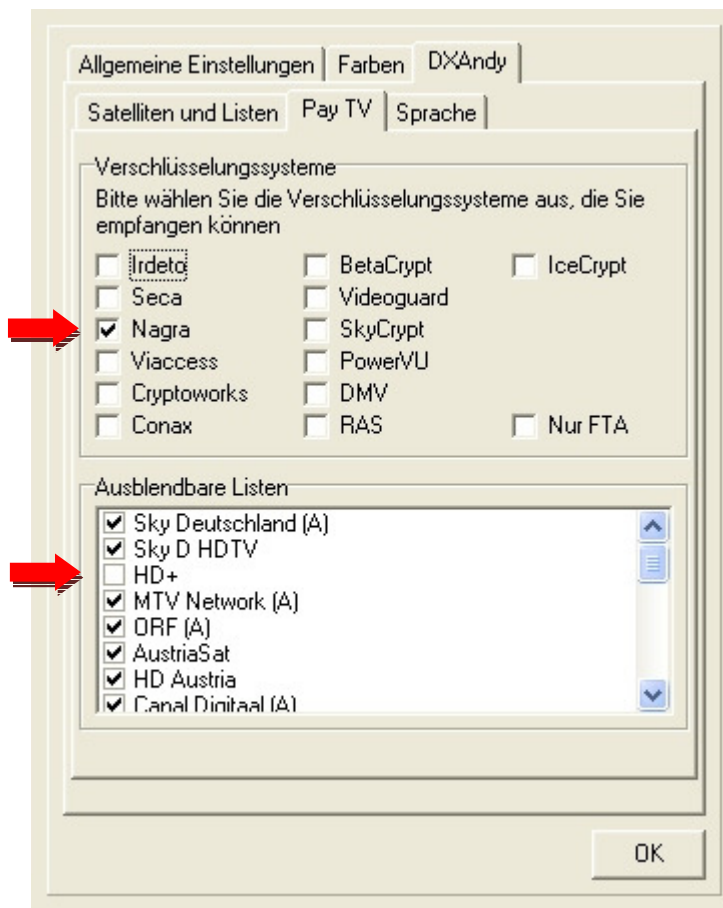 Allgemeine Einstellungen Farben DXAndy
Satelliten und Listen Pay TV Sprache
Verschlüsselungssysteme
Bitte wählen Sie die Verschlüsselungssysteme aus, die Sie
empfangen können
Irdeto BetaCrypt IceCrypt
Seca Videoguard
Nagra SkyCrypt
Viaccess PowerVU
Cryptoworks DMV
Conax RAS Nur FTA
Ausblendbare Listen
Sky Deutschland (A)
Sky D HDTV
HD+
MTV Network (A)
ORF (A)
AustriaSat
HD Austria
Canal Digitaal (A)
OK